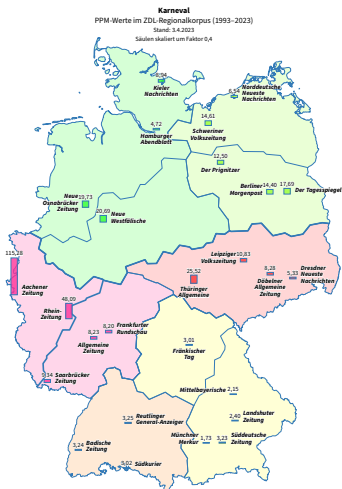 Karneval
PPM-Werte im ZDL-Regionalkorpus (1993–2023)
Stand: 3.4.2023
Säulen skaliert um Faktor 0,4
8,94
Kieler
Nachrichten
6,54
Norddeutsche
Neueste
Nachrichten
4,72
Hamburger
Abendblatt
14,61
Schweriner
Volkszeitung
12,50
Der Prignitzer
Berliner
Morgenpost
14,40
17,69
Der Tagesspiegel
Neue
Osnabrücker
Zeitung
19,73
20,69
Neue
Westfälische
115,28
Aachener
Zeitung
48,09
Rhein-
Zeitung
25,52
Thüringer
Allgemeine
Leipziger
Volkszeitung
10,83
8,28
Döbelner
Allgemeine
Zeitung
5,33
Dresdner
Neueste
Nachrichten
8,23
Allgemeine
Zeitung
8,20
Frankfurter
Rundschau
9,34
Saarbrücker
Zeitung
3,01
Fränkischer
Tag
Mittelbayerische
2,15
3,25
Reutlinger
General-Anzeiger
2,40
Landshuter
Zeitung
3,24
Badische
Zeitung
5,02
Südkurier
Münchner
Merkur
1,73
3,23
Süddeutsche
Zeitung